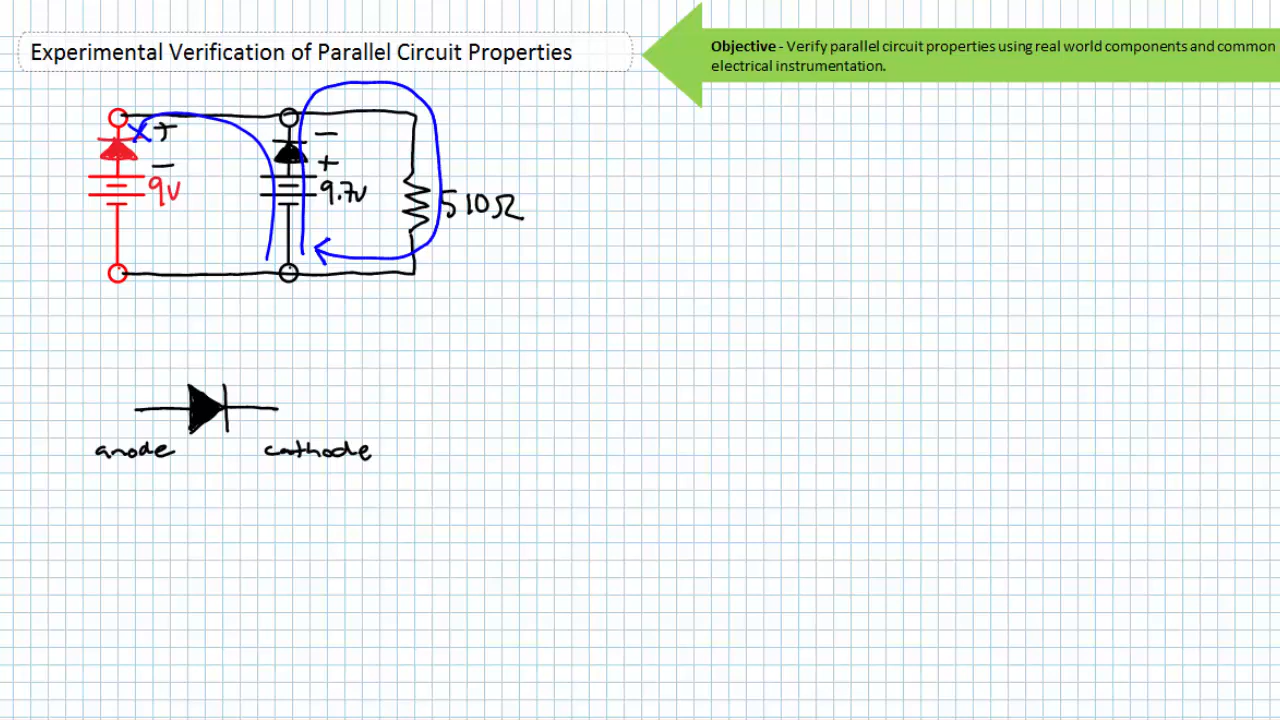 Experimental Verification of Parallel Circuit Properties
Objective - Verify parallel circuit properties using real world components and common
electrical instrumentation.
+
−
−
+
9V
9.7V
510Ω
anode
cathode